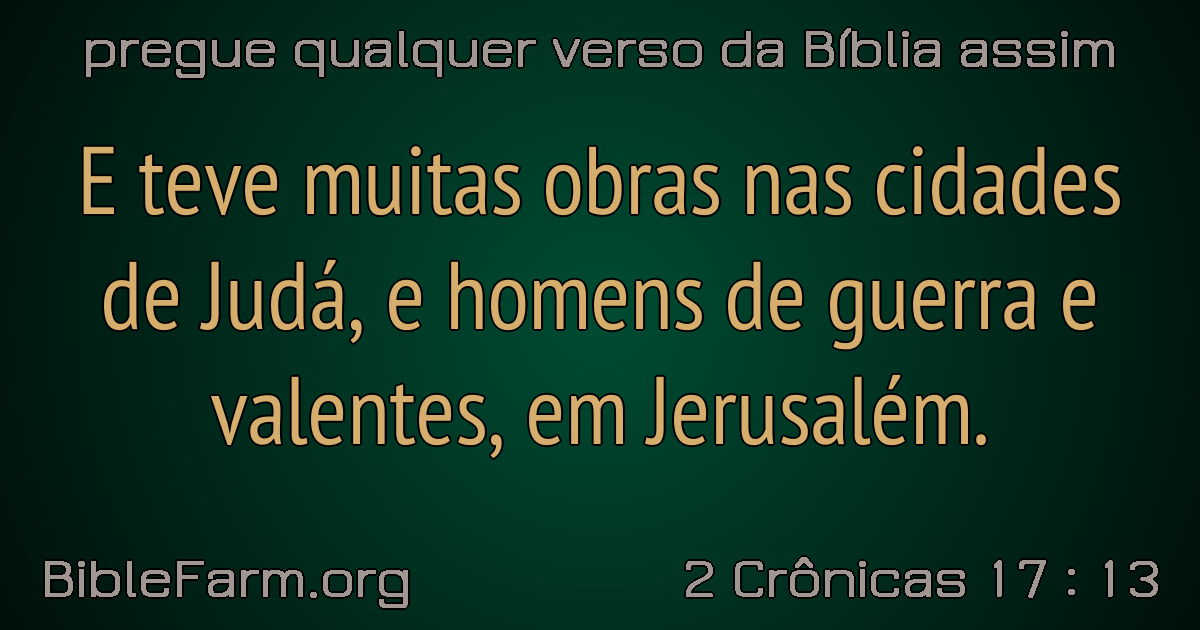 pregue qualquer verso da Bíblia assim
E teve muitas obras nas cidades
de Judá, e homens de guerra e
valentes, em Jerusalém.
BibleFarm.org
2 Crônicas 17 : 13